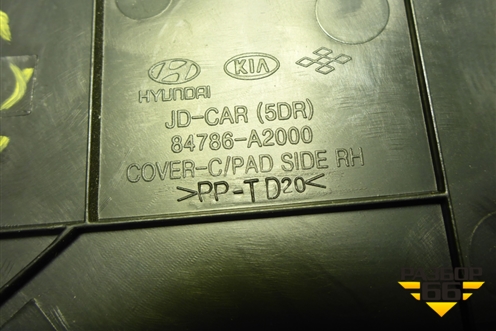 HYUNDAI
KIA
JD-CAR (5DR)
84786-A2000
COVER-C/PAD SIDE RH
>PP-TD20<
РАЗБОР
66